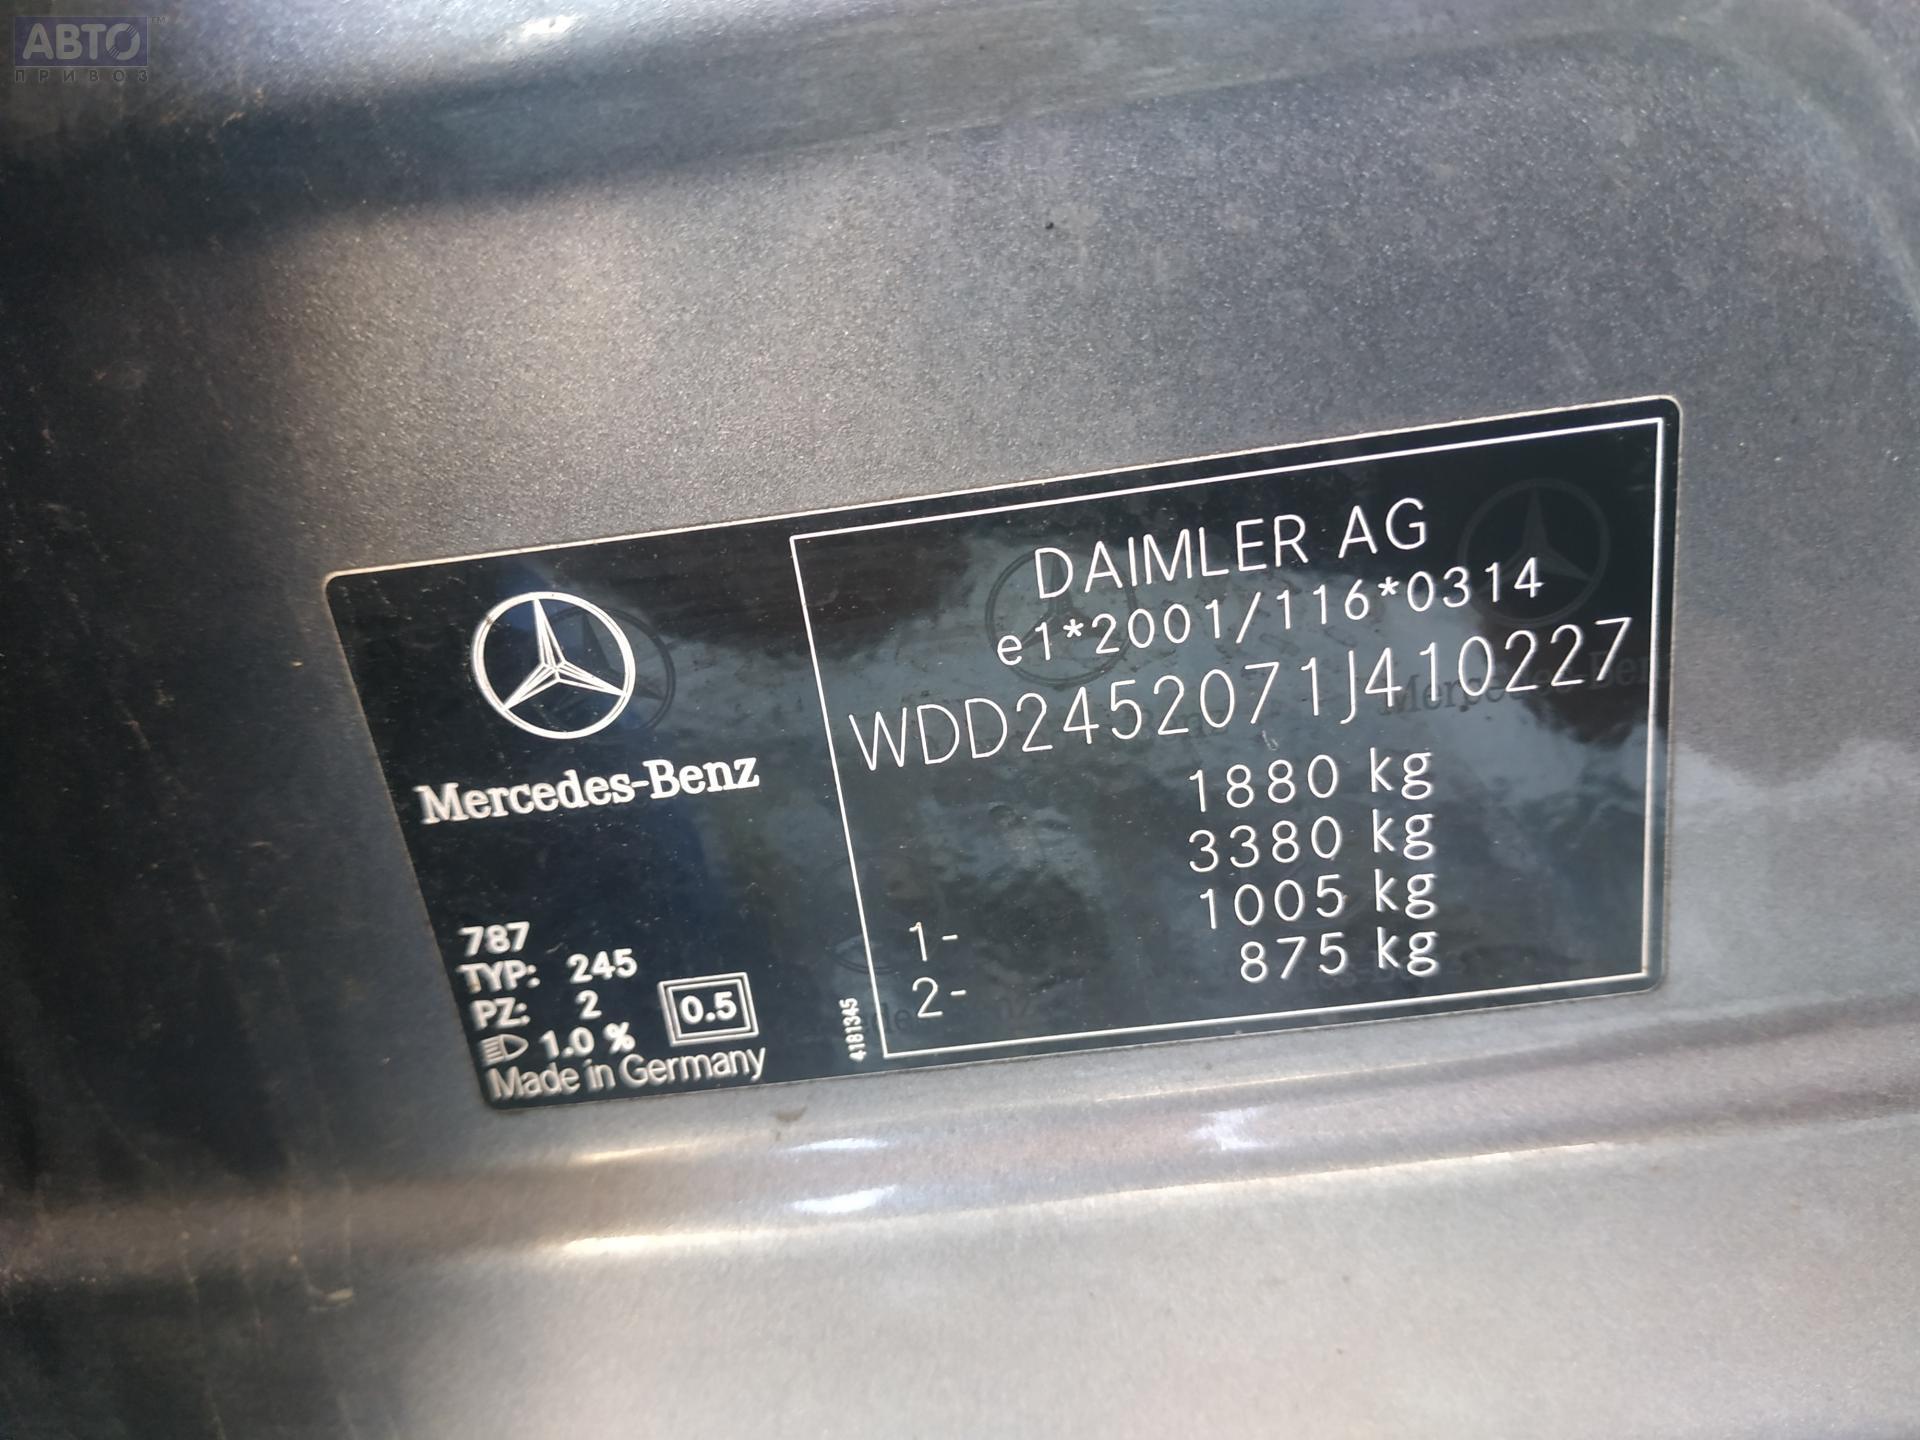 АВТО™
ПРИВОЗ
DAIMLER AG
e1*2001/116*0314
WDD2452071J410227
1880 kg
3380 kg
1- 1005 kg
2- 875 kg
Mercedes-Benz
787
TYP: 245
PZ: 2
1.0 %
0.5
Made in Germany
4181345